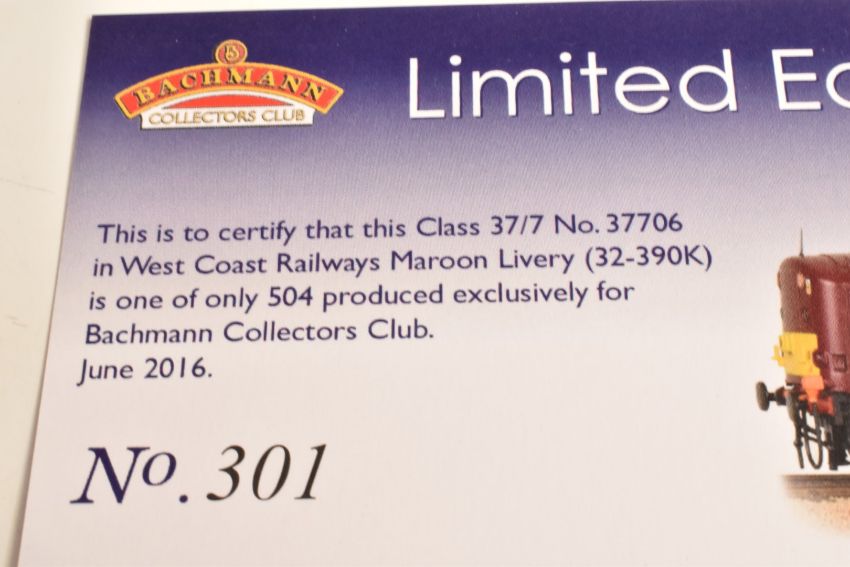 B
BACHMANN
COLLECTORS CLUB
Limited Ed
This is to certify that this Class 37/7 No. 37706
in West Coast Railways Maroon Livery (32-390K)
is one of only 504 produced exclusively for
Bachmann Collectors Club.
June 2016.
No. 301